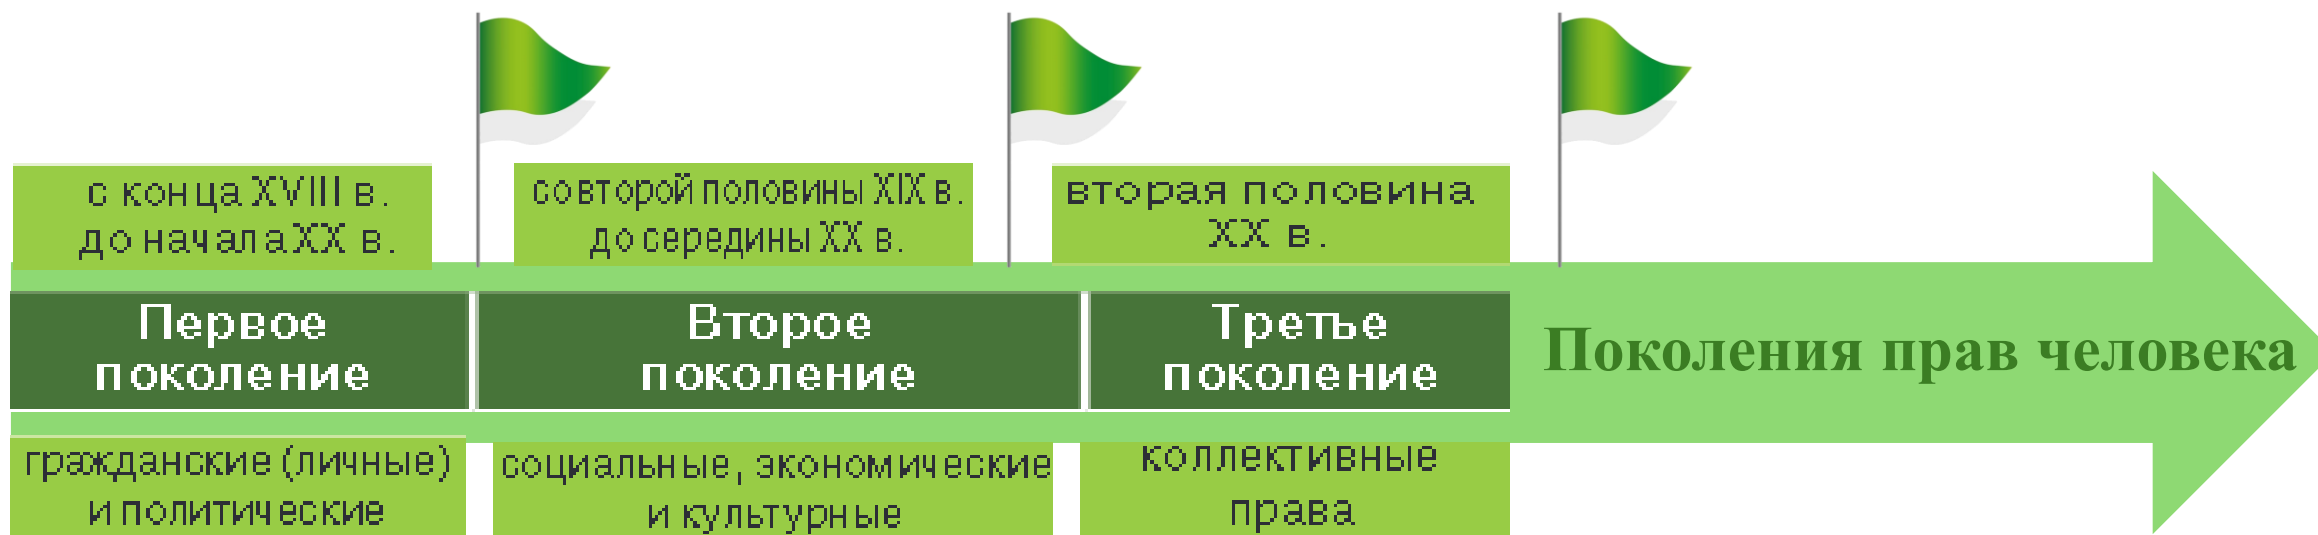 с конца XVIII в.
до начала XX в.
со второй половины XIX в.
до середины XX в.
вторая половина
XX в.
Первое
поколение
Второе
поколение
Третье
поколение
Поколения прав человека
гражданские (личные)
и политические
социальные, экономические
и культурные
коллективные
права